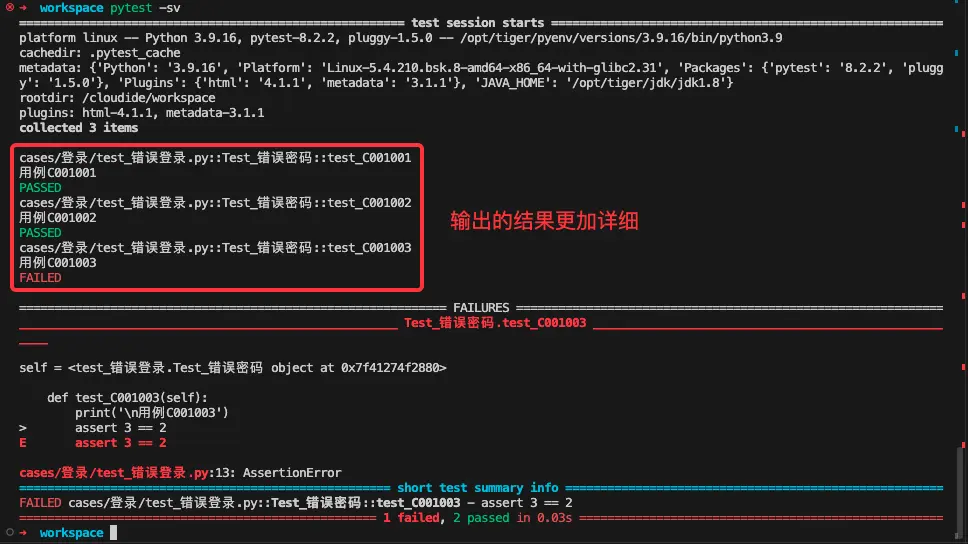 → workspace pytest -sv
===== test session starts =====
platform linux -- Python 3.9.16, pytest-8.2.2, pluggy-1.5.0 -- /opt/tiger/pyenv/versions/3.9.16/bin/python3.9
cachedir: .pytest_cache
metadata: {'Python': '3.9.16', 'Platform': 'Linux-5.4.210.bsk.8-amd64-x86_64-with-glibc2.31', 'Packages': {'pytest': '8.2.2', 'plugg
y': '1.5.0'}, 'Plugins': {'html': '4.1.1', 'metadata': '3.1.1'}, 'JAVA_HOME': '/opt/tiger/jdk/jdk1.8'}
rootdir: /cloudide/workspace
plugins: html-4.1.1, metadata-3.1.1
collected 3 items
cases/登录/test_错误登录.py::Test_错误密码::test_C001001
用例C001001
PASSED
cases/登录/test_错误登录.py::Test_错误密码::test_C001002
用例C001002
PASSED
cases/登录/test_错误登录.py::Test_错误密码::test_C001003
用例C001003
FAILED
输出的结果更加详细
===== FAILURES =====
_____ Test_错误密码.test_C001003 _____
____
self = <test_错误登录.Test_错误密码 object at 0x7f41274f2880>
def test_C001003(self):
print('\n用例C001003')
> assert 3 == 2
E assert 3 == 2
cases/登录/test_错误登录.py:13: AssertionError
===== short test summary info =====
FAILED cases/登录/test_错误登录.py::Test_错误密码::test_C001003 - assert 3 == 2
===== 1 failed, 2 passed in 0.03s =====
→ workspace